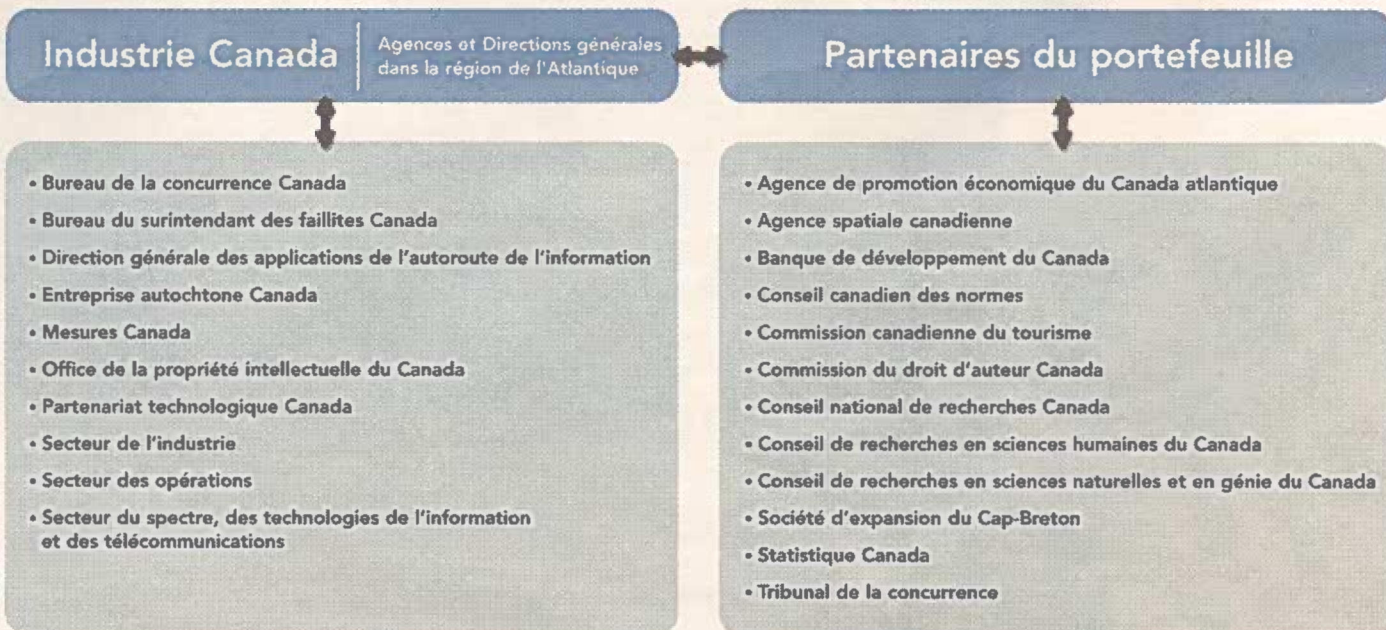 Industrie Canada
Agences et Directions générales
dans la région de l'Atlantique
Partenaires du portefeuille
• Bureau de la concurrence Canada
• Bureau du surintendant des faillites Canada
• Direction générale des applications de l'autoroute de l'information
• Entreprise autochtone Canada
• Mesures Canada
• Office de la propriété intellectuelle du Canada
• Partenariat technologique Canada
• Secteur de l'industrie
• Secteur des opérations
• Secteur du spectre, des technologies de l'information
et des télécommunications
• Agence de promotion économique du Canada atlantique
• Agence spatiale canadienne
• Banque de développement du Canada
• Conseil canadien des normes
• Commission canadienne du tourisme
• Commission du droit d'auteur Canada
• Conseil national de recherches Canada
• Conseil de recherches en sciences humaines du Canada
• Conseil de recherches en sciences naturelles et en génie du Canada
• Société d'expansion du Cap-Breton
• Statistique Canada
• Tribunal de la concurrence